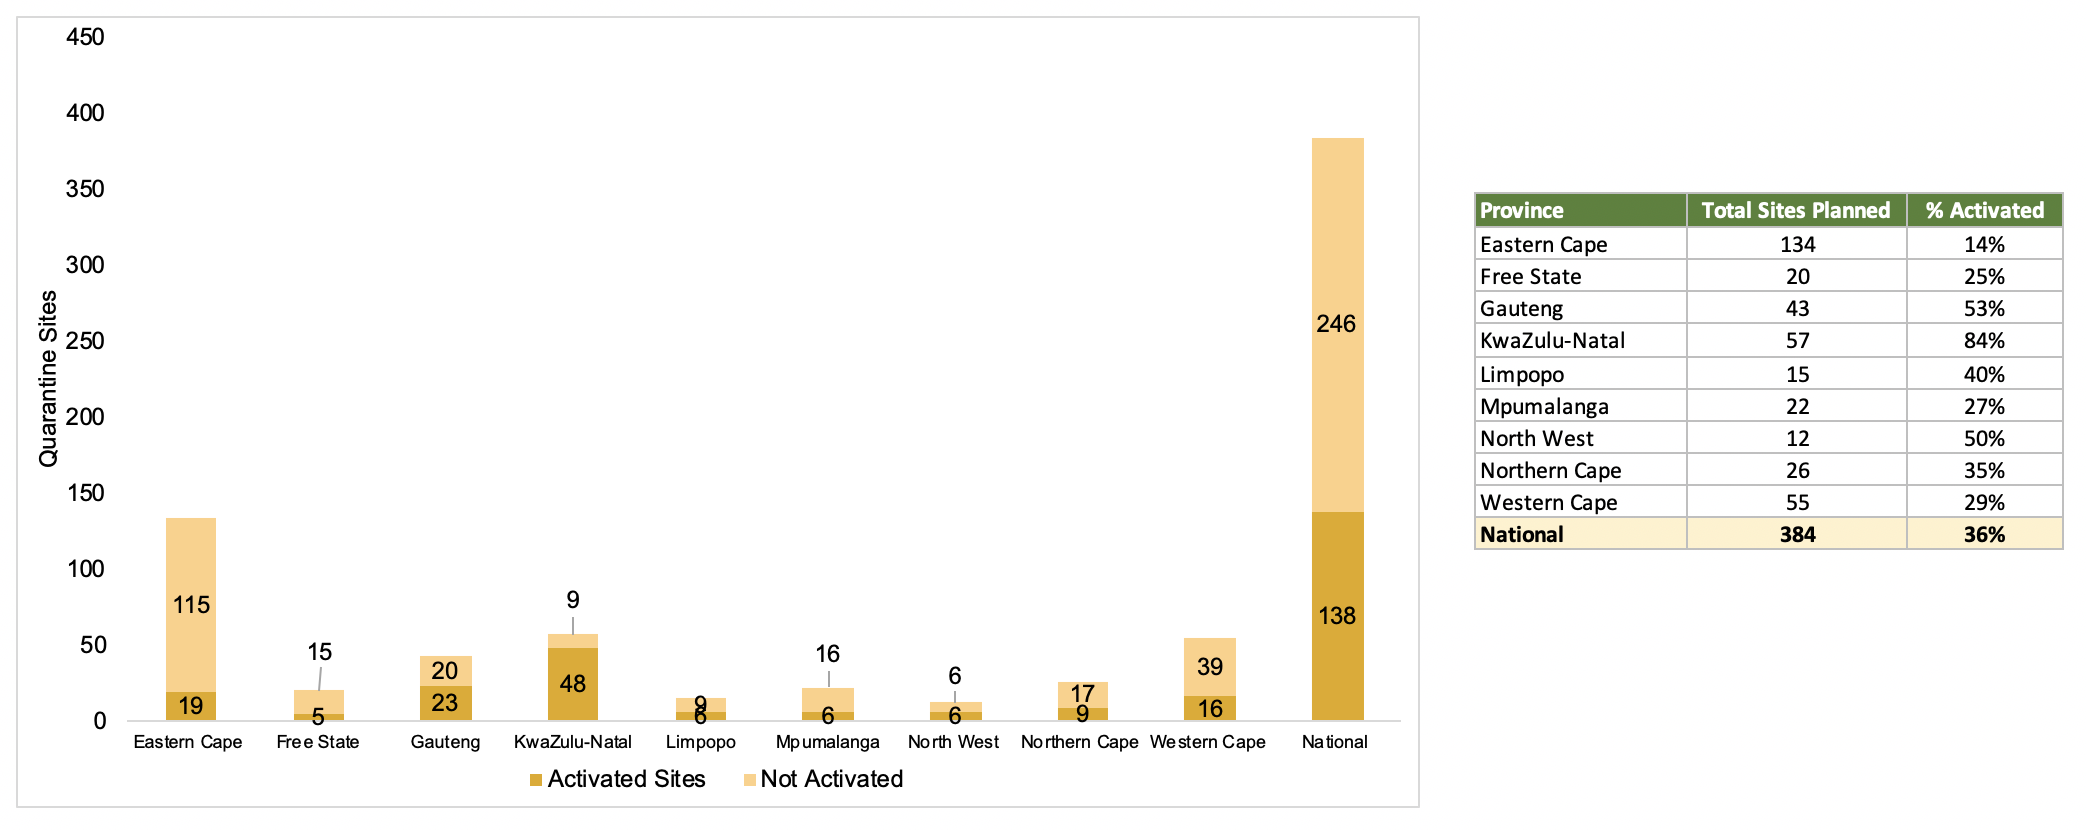 450
400
350
300
250
200
150
100
50
0
Quarantine Sites
115
19
15
5
20
23
9
48
9
6
16
6
6
6
17
9
39
16
246
138
Eastern Cape Free State Gauteng KwaZulu-Natal Limpopo Mpumalanga North West Northern Cape Western Cape National
Activated Sites Not Activated
Province Total Sites Planned % Activated
Eastern Cape 134 14%
Free State 20 25%
Gauteng 43 53%
KwaZulu-Natal 57 84%
Limpopo 15 40%
Mpumalanga 22 27%
North West 12 50%
Northern Cape 26 35%
Western Cape 55 29%
National 384 36%